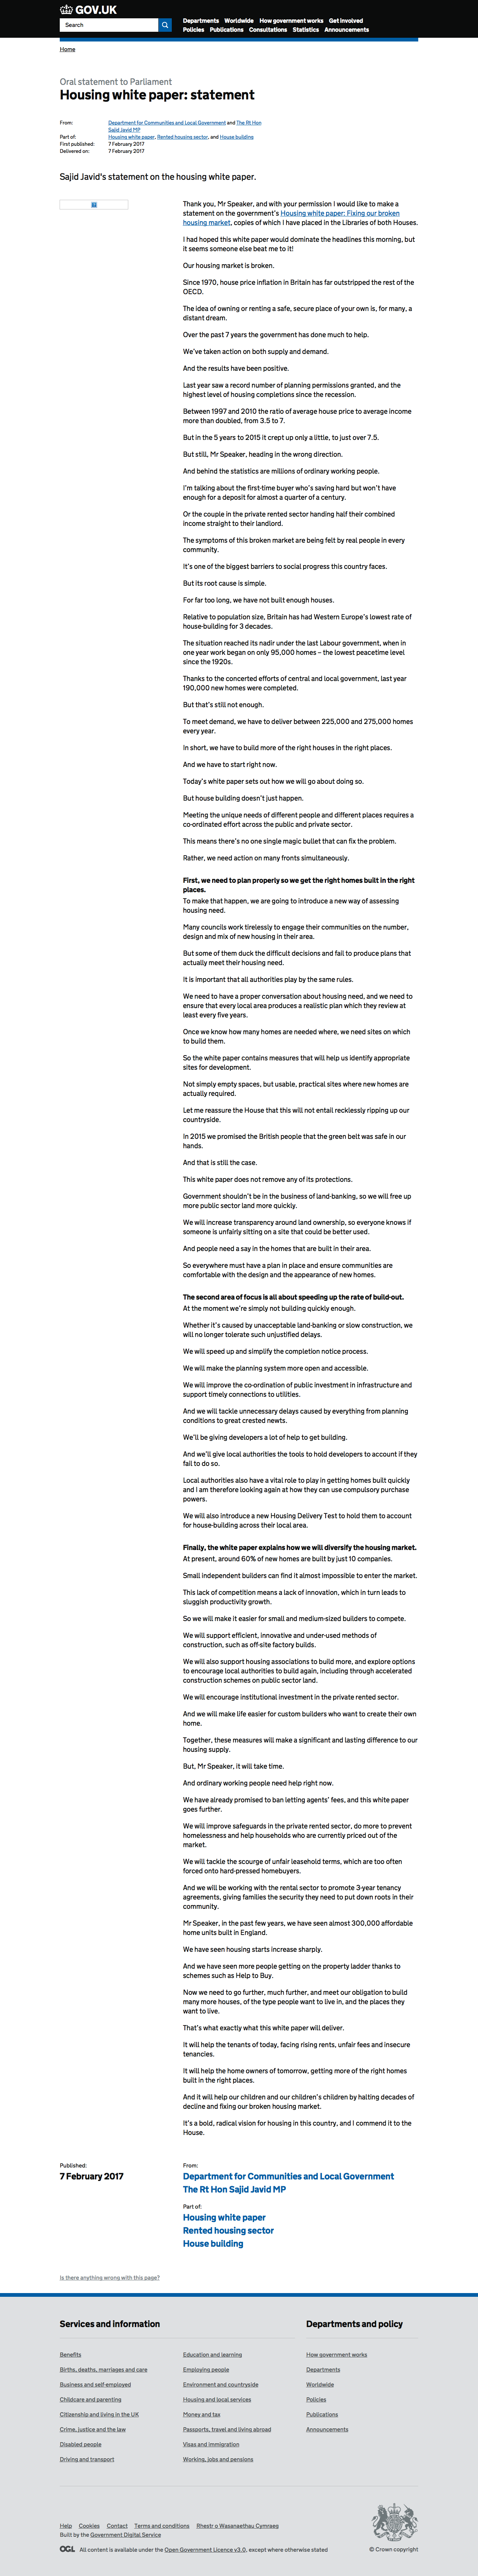 GOV.UK
Search
Departments Worldwide How government works Get involved
Policies Publications Consultations Statistics Announcements
Home
Oral statement to Parliament
Housing white paper: statement
From: Department for Communities and Local Government and The Rt Hon
Sajid Javid MP
Part of: Housing white paper, Rented housing sector, and House building
First published: 7 February 2017
Delivered on: 7 February 2017
Sajid Javid's statement on the housing white paper.
Thank you, Mr Speaker, and with your permission I would like to make a
statement on the government's Housing white paper: Fixing our broken
housing market, copies of which I have placed in the Libraries of both Houses.
I had hoped this white paper would dominate the headlines this morning, but
it seems someone else beat me to it!
Our housing market is broken.
Since 1970, house price inflation in Britain has far outstripped the rest of the
OECD.
The idea of owning or renting a safe, secure place of your own is, for many, a
distant dream.
Over the past 7 years the government has done much to help.
We've taken action on both supply and demand.
And the results have been positive.
Last year saw a record number of planning permissions granted, and the
highest level of housing completions since the recession.
Between 1997 and 2010 the ratio of average house price to average income
more than doubled, from 3.5 to 7.
But in the 5 years to 2015 it crept up only a little, to just over 7.5.
But still, Mr Speaker, heading in the wrong direction.
And behind the statistics are millions of ordinary working people.
I'm talking about the first-time buyer who's saving hard but won't have
enough for a deposit for almost a quarter of a century.
Or the couple in the private rented sector handing half their combined
income straight to their landlord.
The symptoms of this broken market are being felt by real people in every
community.
It's one of the biggest barriers to social progress this country faces.
But its root cause is simple.
For far too long, we have not built enough houses.
Relative to population size, Britain has had Western Europe's lowest rate of
house-building for 3 decades.
The situation reached its nadir under the last Labour government, when in
one year work began on only 95,000 homes – the lowest peacetime level
since the 1920s.
Thanks to the concerted efforts of central and local government, last year
190,000 new homes were completed.
But that's still not enough.
To meet demand, we have to deliver between 225,000 and 275,000 homes
every year.
In short, we have to build more of the right houses in the right places.
And we have to start right now.
Today's white paper sets out how we will go about doing so.
But house building doesn't just happen.
Meeting the unique needs of different people and different places requires a
co-ordinated effort across the public and private sector.
This means there's no one single magic bullet that can fix the problem.
Rather, we need action on many fronts simultaneously.
First, we need to plan properly so we get the right homes built in the right
places.
To make that happen, we are going to introduce a new way of assessing
housing need.
Many councils work tirelessly to engage their communities on the number,
design and mix of new housing in their area.
But some of them duck the difficult decisions and fail to produce plans that
actually meet their housing need.
It is important that all authorities play by the same rules.
We need to have a proper conversation about housing need, and we need to
ensure that every local area produces a realistic plan which they review at
least every five years.
Once we know how many homes are needed where, we need sites on which
to build them.
So the white paper contains measures that will help us identify appropriate
sites for development.
Not simply empty spaces, but usable, practical sites where new homes are
actually required.
Let me reassure the House that this will not entail recklessly ripping up our
countryside.
In 2015 we promised the British people that the green belt was safe in our
hands.
And that is still the case.
This white paper does not remove any of its protections.
Government shouldn't be in the business of land-banking, so we will free up
more public sector land more quickly.
We will increase transparency around land ownership, so everyone knows if
someone is unfairly sitting on a site that could be better used.
And people need a say in the homes that are built in their area.
So everywhere must have a plan in place and ensure communities are
comfortable with the design and the appearance of new homes.
The second area of focus is all about speeding up the rate of build-out.
At the moment we're simply not building quickly enough.
Whether it's caused by unacceptable land-banking or slow construction, we
will no longer tolerate such unjustified delays.
We will speed up and simplify the completion notice process.
We will make the planning system more open and accessible.
We will improve the co-ordination of public investment in infrastructure and
support timely connections to utilities.
And we will tackle unnecessary delays caused by everything from planning
conditions to great crested newts.
We'll be giving developers a lot of help to get building.
And we'll give local authorities the tools to hold developers to account if they
fail to do so.
Local authorities also have a vital role to play in getting homes built quickly
and I am therefore looking again at how they can use compulsory purchase
powers.
We will also introduce a new Housing Delivery Test to hold them to account
for house-building across their local area.
Finally, the white paper explains how we will diversify the housing market.
At present, around 60% of new homes are built by just 10 companies.
Small independent builders can find it almost impossible to enter the market.
This lack of competition means a lack of innovation, which in turn leads to
sluggish productivity growth.
So we will make it easier for small and medium-sized builders to compete.
We will support efficient, innovative and under-used methods of
construction, such as off-site factory builds.
We will also support housing associations to build more, and explore options
to encourage local authorities to build again, including through accelerated
construction schemes on public sector land.
We will encourage institutional investment in the private rented sector.
And we will make life easier for custom builders who want to create their own
home.
Together, these measures will make a significant and lasting difference to our
housing supply.
But, Mr Speaker, it will take time.
And ordinary working people need help right now.
We have already promised to ban letting agents' fees, and this white paper
goes further.
We will improve safeguards in the private rented sector, do more to prevent
homelessness and help households who are currently priced out of the
market.
We will tackle the scourge of unfair leasehold terms, which are too often
forced onto hard-pressed homebuyers.
And we will be working with the rental sector to promote 3-year tenancy
agreements, giving families the security they need to put down roots in their
community.
Mr Speaker, in the past few years, we have seen almost 300,000 affordable
home units built in England.
We have seen housing starts increase sharply.
And we have seen more people getting on the property ladder thanks to
schemes such as Help to Buy.
Now we need to go further, much further, and meet our obligation to build
many more houses, of the type people want to live in, and the places they
want to live.
That's what exactly what this white paper will deliver.
It will help the tenants of today, facing rising rents, unfair fees and insecure
tenancies.
It will help the home owners of tomorrow, getting more of the right homes
built in the right places.
And it will help our children and our children's children by halting decades of
decline and fixing our broken housing market.
It's a bold, radical vision for housing in this country, and I commend it to the
House.
Published:
7 February 2017
From:
Department for Communities and Local Government
The Rt Hon Sajid Javid MP
Part of:
Housing white paper
Rented housing sector
House building
Is there anything wrong with this page?
Services and information
Benefits
Births, deaths, marriages and care
Business and self-employed
Childcare and parenting
Citizenship and living in the UK
Crime, justice and the law
Disabled people
Driving and transport
Education and learning
Employing people
Environment and countryside
Housing and local services
Money and tax
Passports, travel and living abroad
Visas and immigration
Working, jobs and pensions
Departments and policy
How government works
Departments
Worldwide
Policies
Publications
Announcements
Help Cookies Contact Terms and conditions Rhestr o Wasanaethau Cymraeg
Built by the Government Digital Service
OGL All content is available under the Open Government Licence v3.0, except where otherwise stated
© Crown copyright